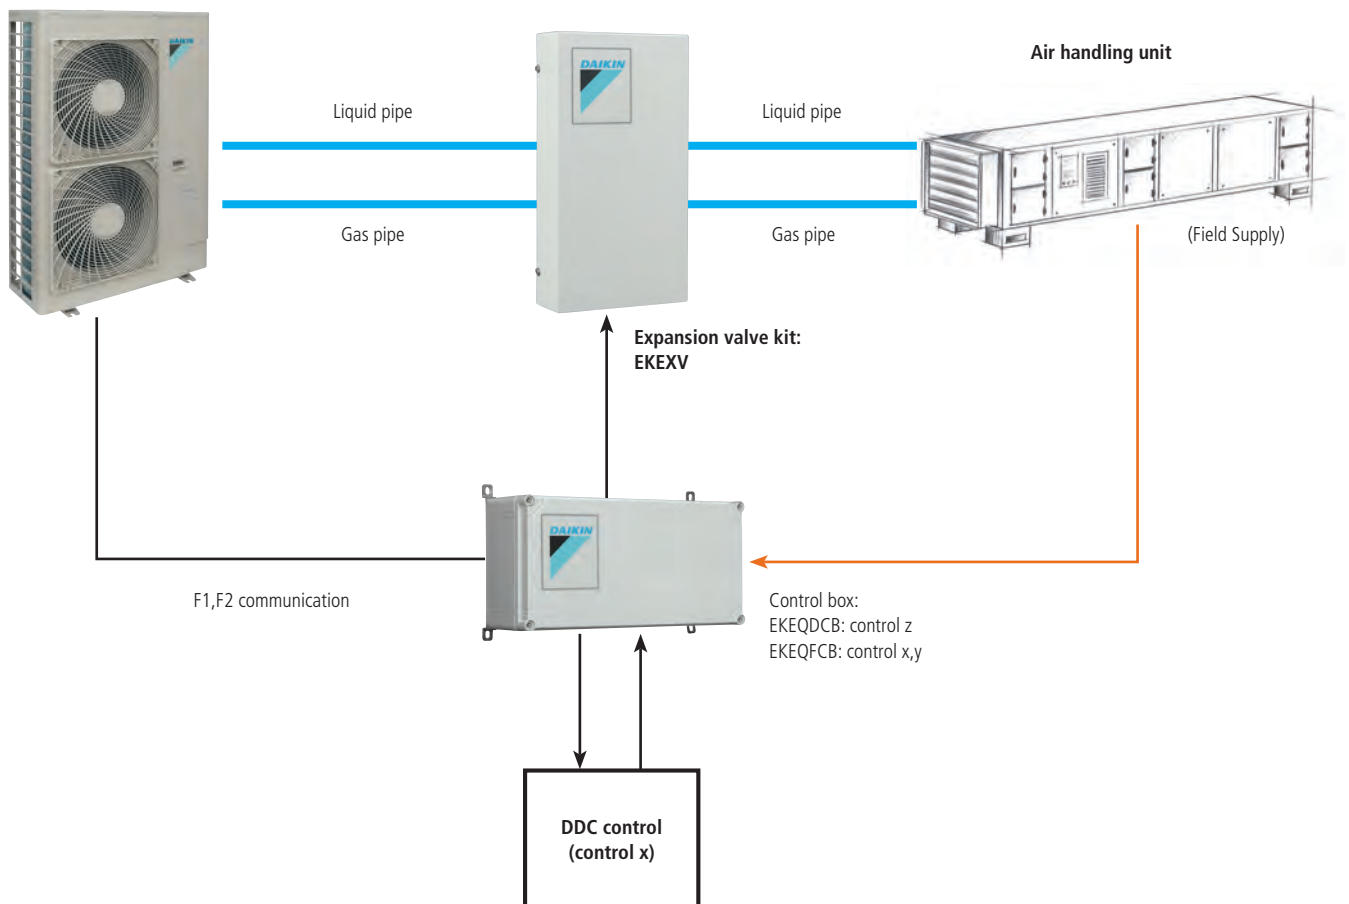 DAIKIN
DAIKIN
Air handling unit
Liquid pipe
Liquid pipe
Gas pipe
Gas pipe
(Field Supply)
Expansion valve kit:
EKEXV
DAIKIN
F1,F2 communication
Control box:
EKEQDCB: control z
EKEQFCB: control x,y
DDC control
(control x)